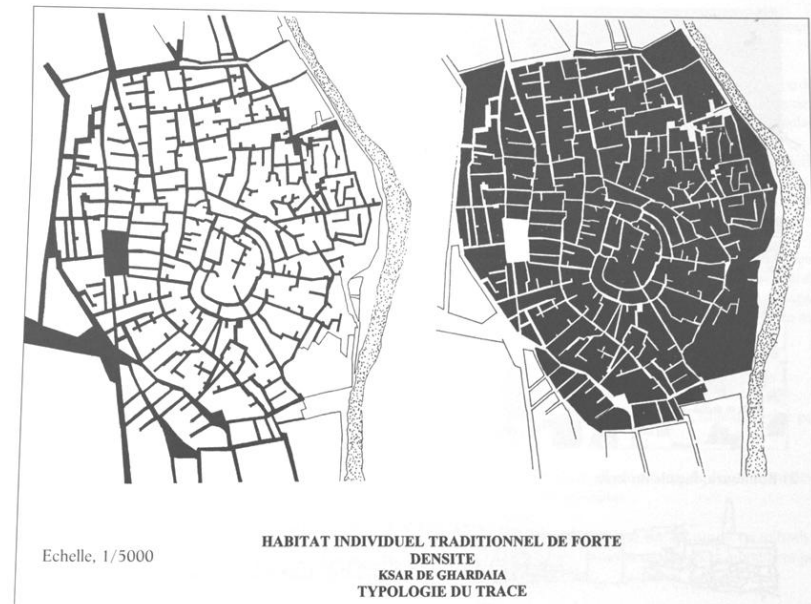 Echelle, 1/5000
HABITAT INDIVIDUEL TRADITIONNEL DE FORTE
DENSITE
KSAR DE GHARDAIA
TYPOLOGIE DU TRACE